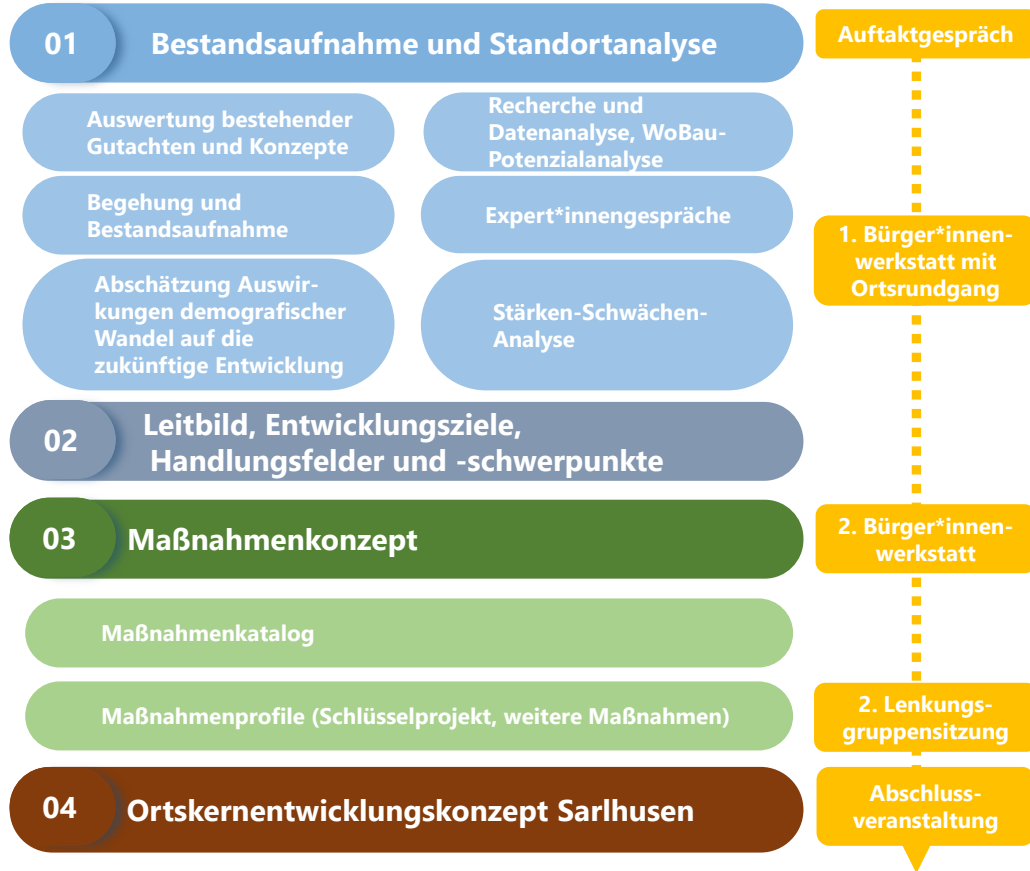 01
Bestandsaufnahme und Standortanalyse
Auswertung bestehender
Gutachten und Konzepte
Recherche und
Datenanalyse, WoBau-
Potenzialanalyse
Begehung und
Bestandsaufnahme
Expert*innengespräche
Abschätzung Auswir-
kungen demografischer
Wandel auf die
zukünftige Entwicklung
Stärken-Schwächen-
Analyse
02
Leitbild, Entwicklungsziele,
Handlungsfelder und -schwerpunkte
03
Maßnahmenkonzept
Maßnahmenkatalog
Maßnahmenprofile (Schlüsselprojekt, weitere Maßnahmen)
04
Ortskernentwicklungskonzept Sarlhusen
Auftaktgespräch
1. Bürger*innen-
werkstatt mit
Ortsrundgang
2. Bürger*innen-
werkstatt
2. Lenkungs-
gruppensitzung
Abschluss-
veranstaltung